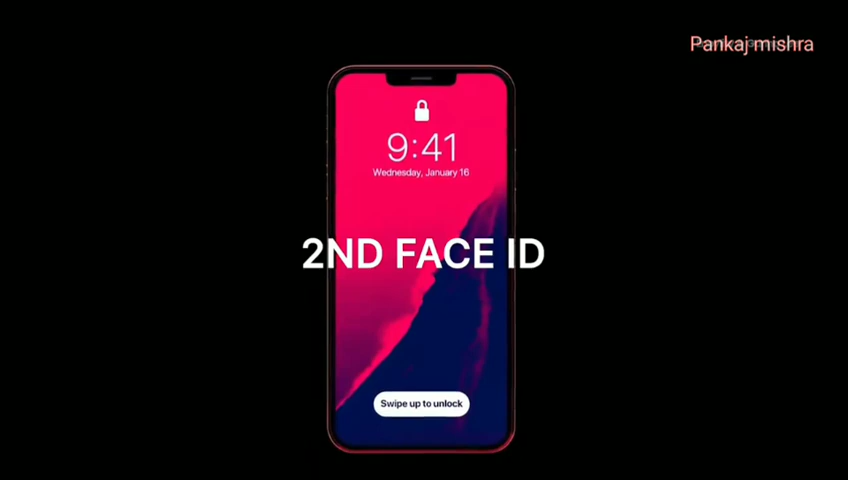 Pankaj mishra
9:41
Wednesday, January 16
2ND FACE ID
Swipe up to unlock